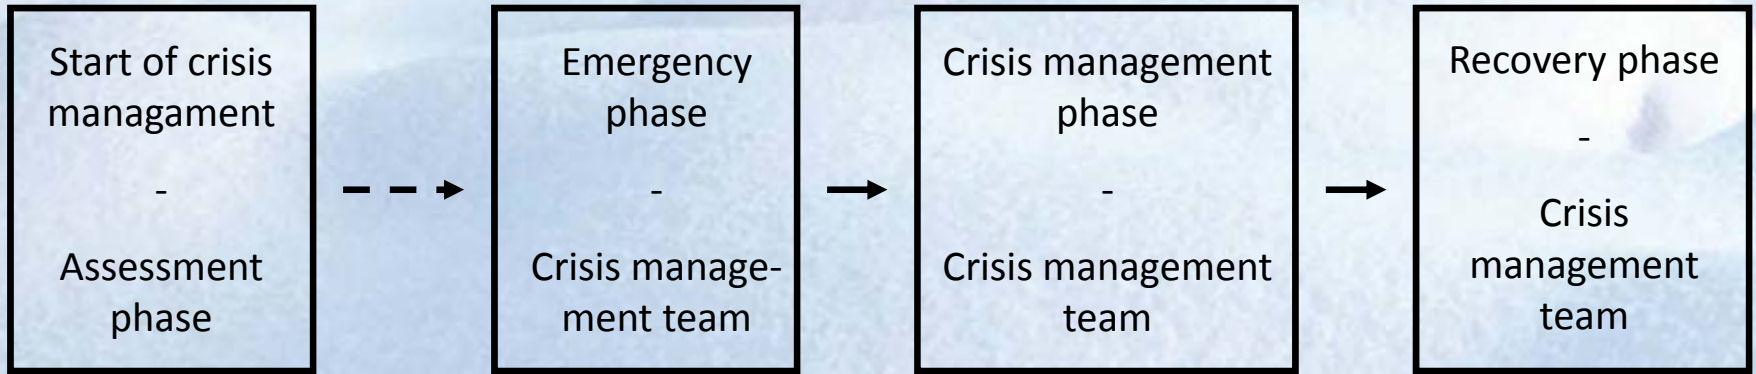 Start of crisis
managament
-
Assessment
phase
Emergency
phase
-
Crisis manage-
ment team
Crisis management
phase
-
Crisis management
team
Recovery phase
-
Crisis
management
team